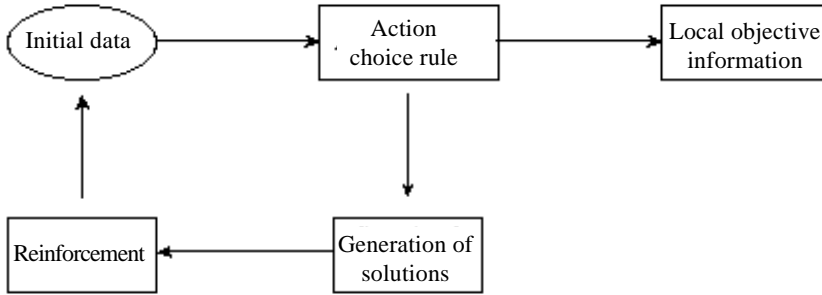 Initial data
Action
choice rule
Local objective
information
Reinforcement
Generation of
solutions